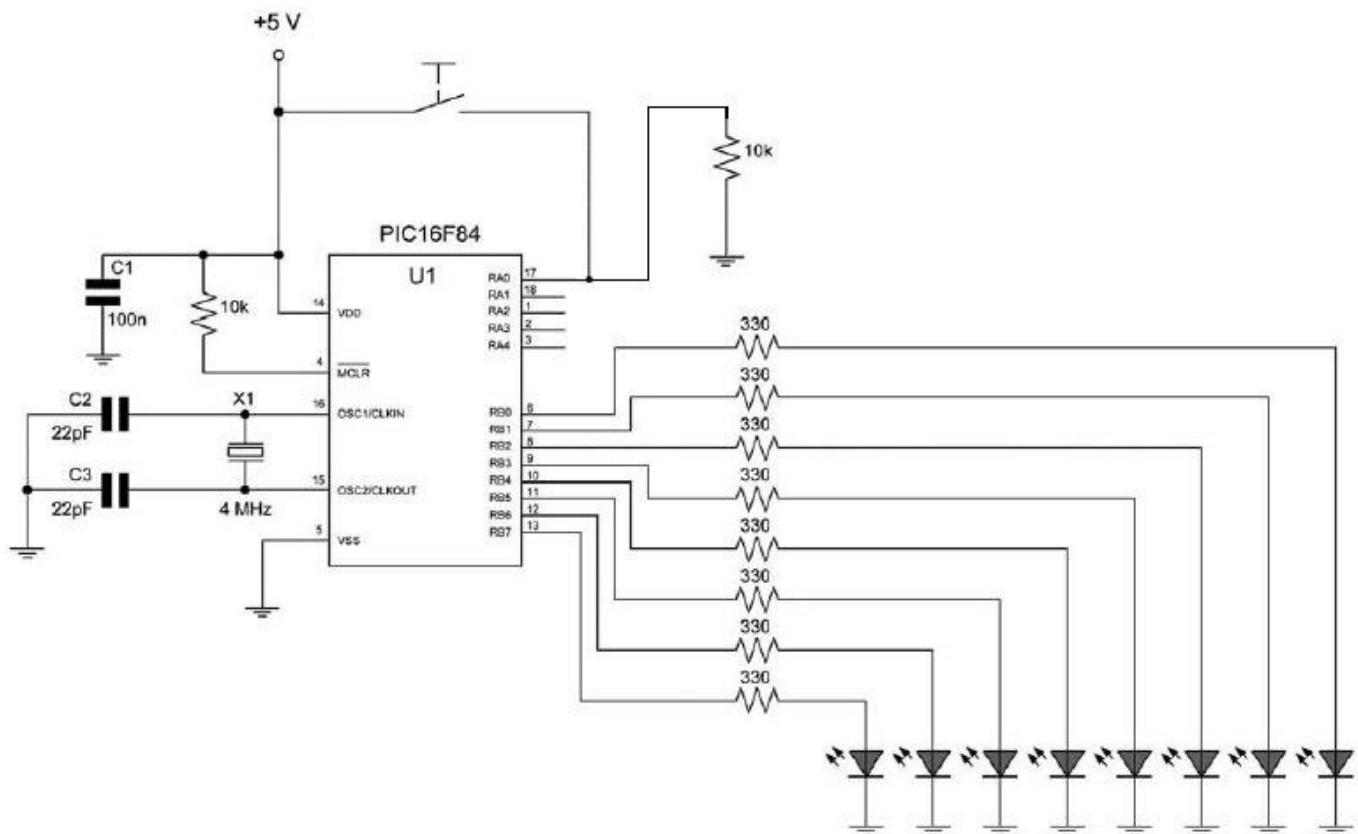 +5 V
10k
PIC16F84
U1
C1
100n
10k
14
VDD
4
MCLR
C2
22pF
X1
16
OSC1/CLKIN
C3
22pF
4 MHz
15
OSC2/CLKOUT
5
VSS
RA0
17
RA1
18
RA2
1
RA3
2
RA4
3
RB0
6
RB1
7
RB2
8
RB3
9
RB4
10
RB5
11
RB6
12
RB7
13
330
330
330
330
330
330
330
330